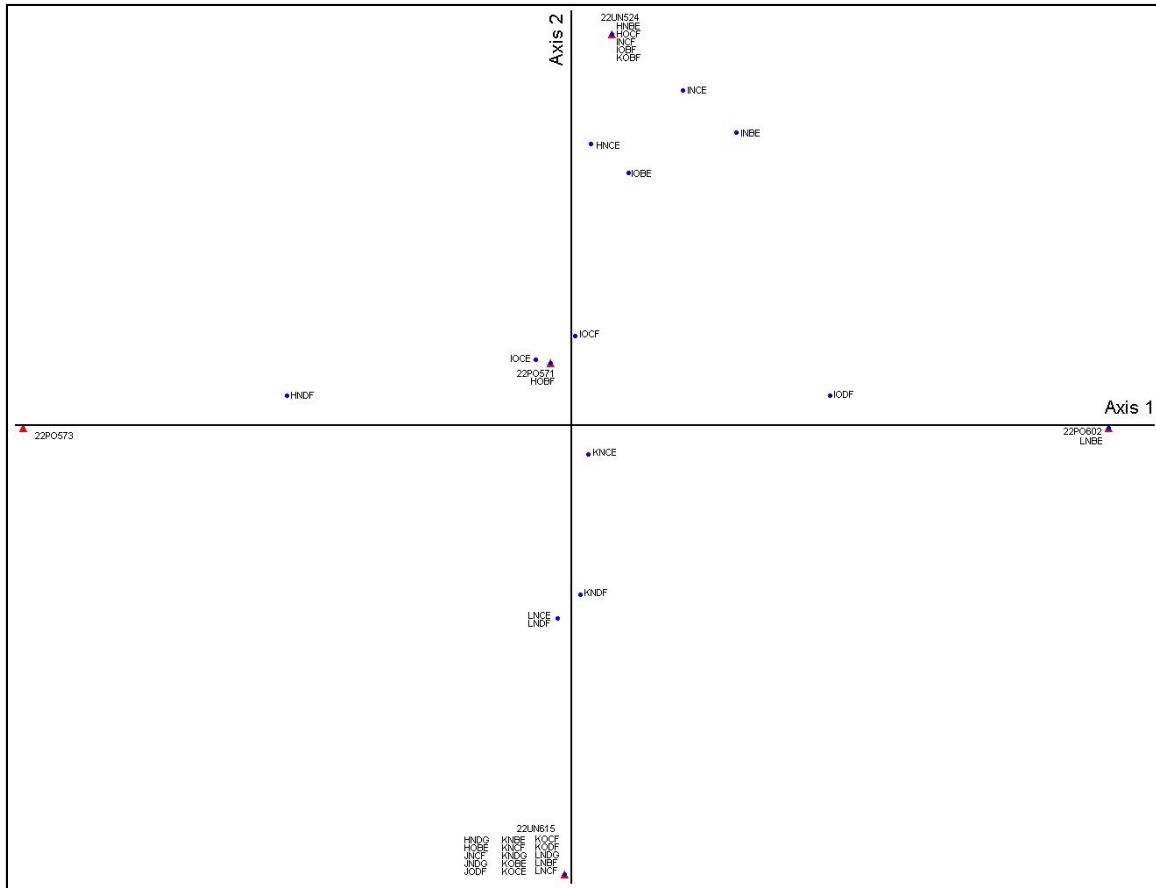 Axis 2
22UN524
HNBE
HOCF
INCF
IOBF
KOBF
INCE
INBE
HNCE
IOBE
IOCF
IOCE
22PO571
HOBF
HNDF
IODF
Axis 1
22PO573
22PO602
LNBE
KNCE
KNDF
LNCE
LNDF
22UN615
HNDG KNBE KOCF
HOBE KNCF KODF
JNCF KNDG LNDG
JNDG KOBE LNBF
JODF KOCE LNCF